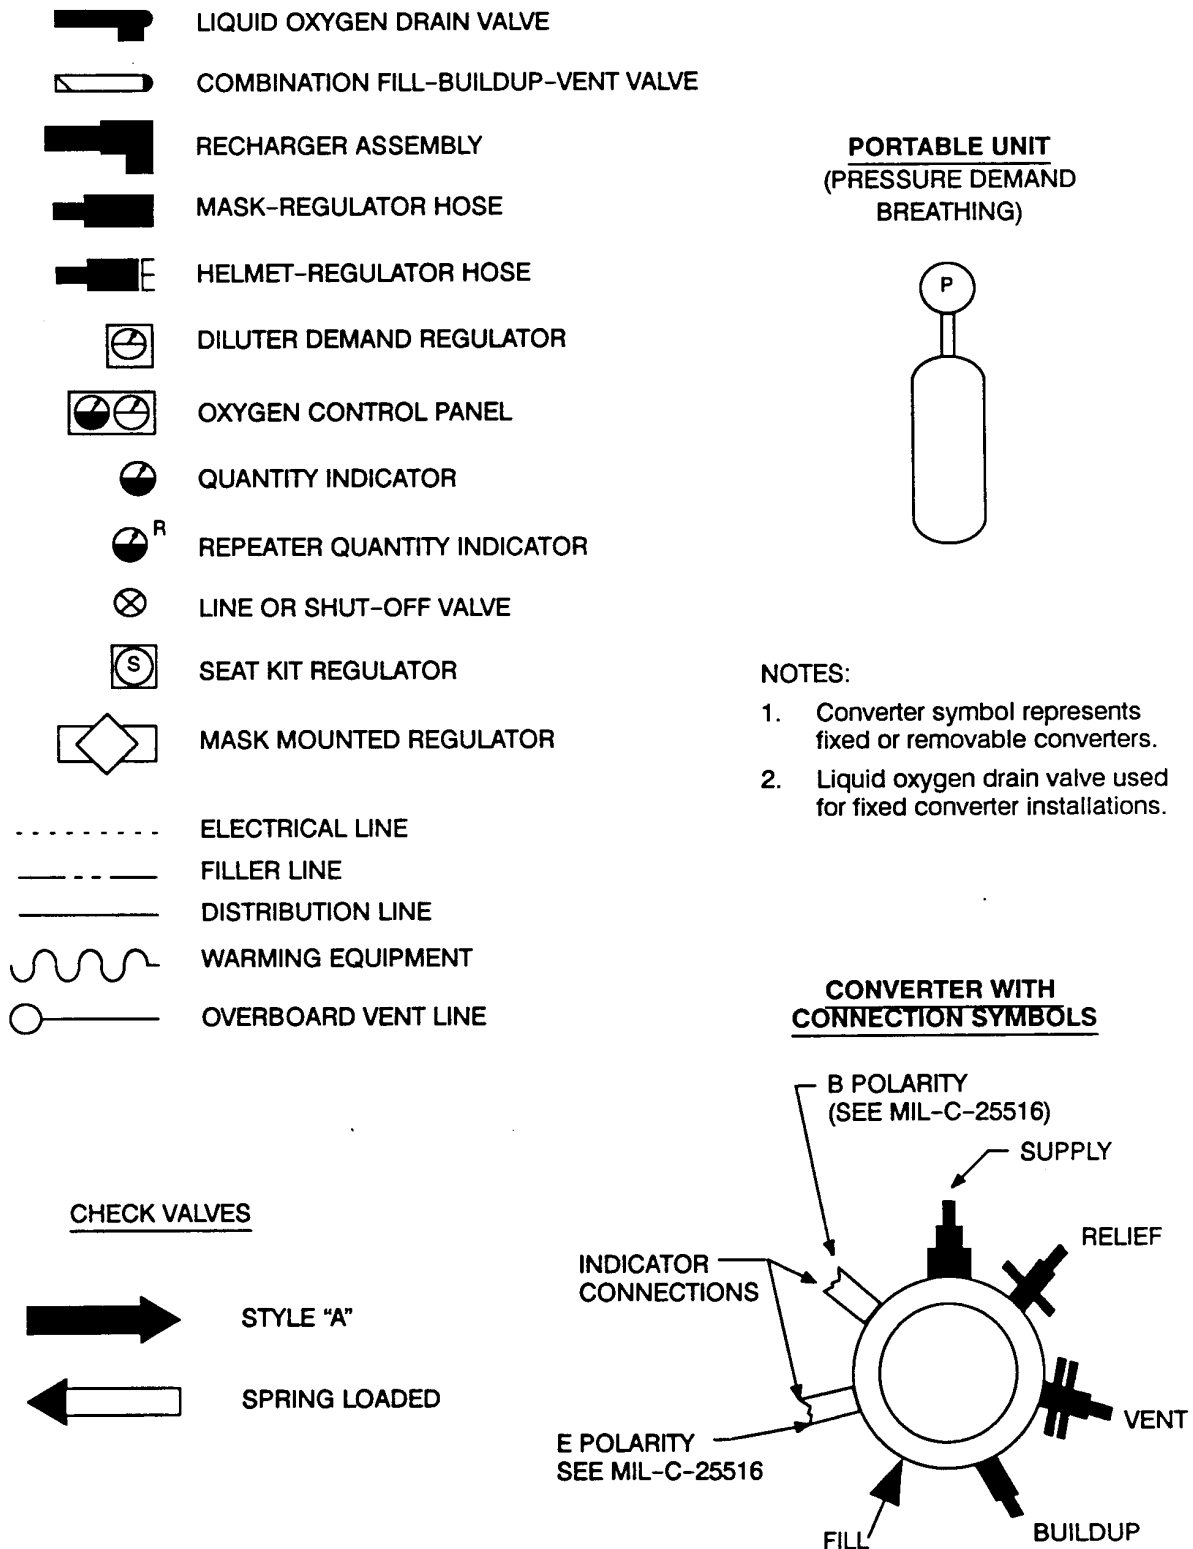 LIQUID OXYGEN DRAIN VALVE
COMBINATION FILL-BUILDUP-VENT VALVE
RECHARGER ASSEMBLY
MASK-REGULATOR HOSE
HELMET-REGULATOR HOSE
DILUTER DEMAND REGULATOR
OXYGEN CONTROL PANEL
QUANTITY INDICATOR
R
REPEATER QUANTITY INDICATOR
LINE OR SHUT-OFF VALVE
S
SEAT KIT REGULATOR
MASK MOUNTED REGULATOR
ELECTRICAL LINE
FILLER LINE
DISTRIBUTION LINE
WARMING EQUIPMENT
OVERBOARD VENT LINE
PORTABLE UNIT
(PRESSURE DEMAND
BREATHING)
P
NOTES:
1. Converter symbol represents
fixed or removable converters.
2. Liquid oxygen drain valve used
for fixed converter installations.
CHECK VALVES
STYLE “A”
SPRING LOADED
CONVERTER WITH
CONNECTION SYMBOLS
B POLARITY
(SEE MIL-C-25516)
SUPPLY
RELIEF
INDICATOR
CONNECTIONS
VENT
E POLARITY
SEE MIL-C-25516
FILL
BUILDUP